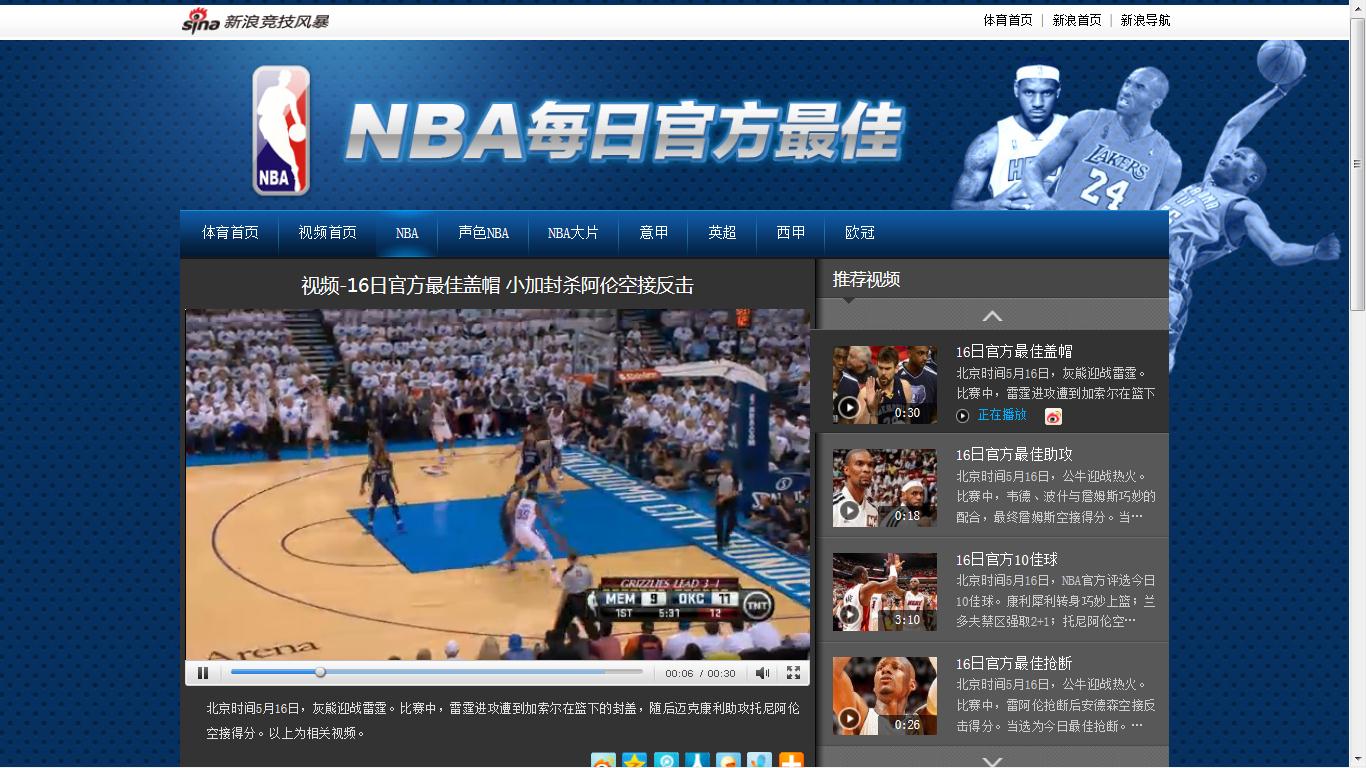 sina 新浪竞技风暴
体育首页 | 新浪首页 | 新浪导航
NBA
NBA每日官方最佳
LAKERS
24
体育首页 视频首页 NBA 声色NBA NBA大片 意甲 英超 西甲 欧冠
视频-16日官方最佳盖帽 小加封杀阿伦空接反击
OKLAHOMA CITY THUNDER
35
GRIZZLIES LEAD 3-1
MEM 9 OKC 11
1ST 5:31 12
TNT
Arena
00:06 / 00:30
北京时间5月16日，灰熊迎战雷霆。比赛中，雷霆进攻遭到加索尔在篮下的封盖，随后迈克康利助攻托尼阿伦
空接得分。以上为相关视频。
推荐视频
0:30
16日官方最佳盖帽
北京时间5月16日，灰熊迎战雷霆。
比赛中，雷霆进攻遭到加索尔在篮下
正在播放
0:18
16日官方最佳助攻
北京时间5月16日，公牛迎战热火。
比赛中，韦德、波什与詹姆斯巧妙的
配合，最终詹姆斯空接得分。当…
3:10
16日官方10佳球
北京时间5月16日，NBA官方评选今日
10佳球。康利犀利转身巧妙上篮；兰
多夫禁区强取2+1；托尼阿伦空…
0:26
16日官方最佳抢断
北京时间5月16日，公牛迎战热火。
比赛中，雷阿伦抢断后安德森空接反
击得分。当选为今日最佳抢断。…